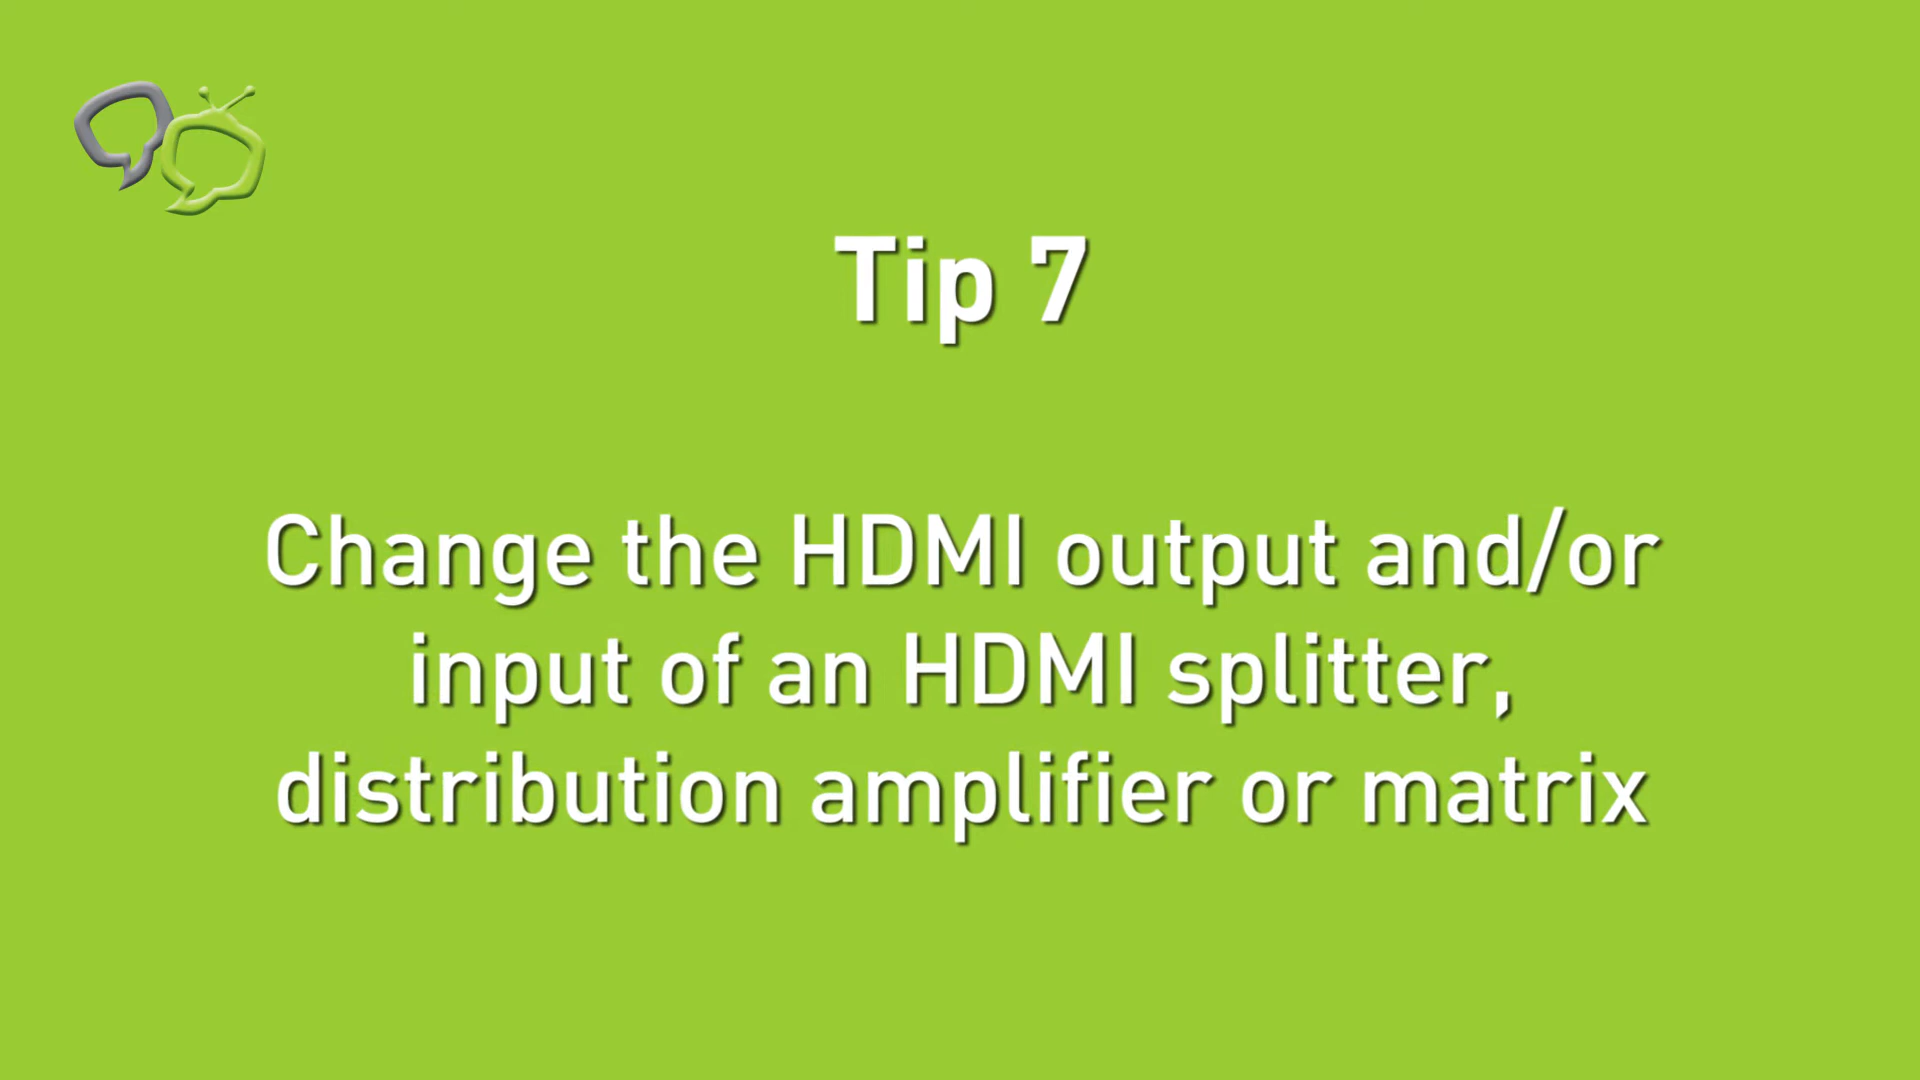 Tip 7
Change the HDMI output and/or
input of an HDMI splitter,
distribution amplifier or matrix